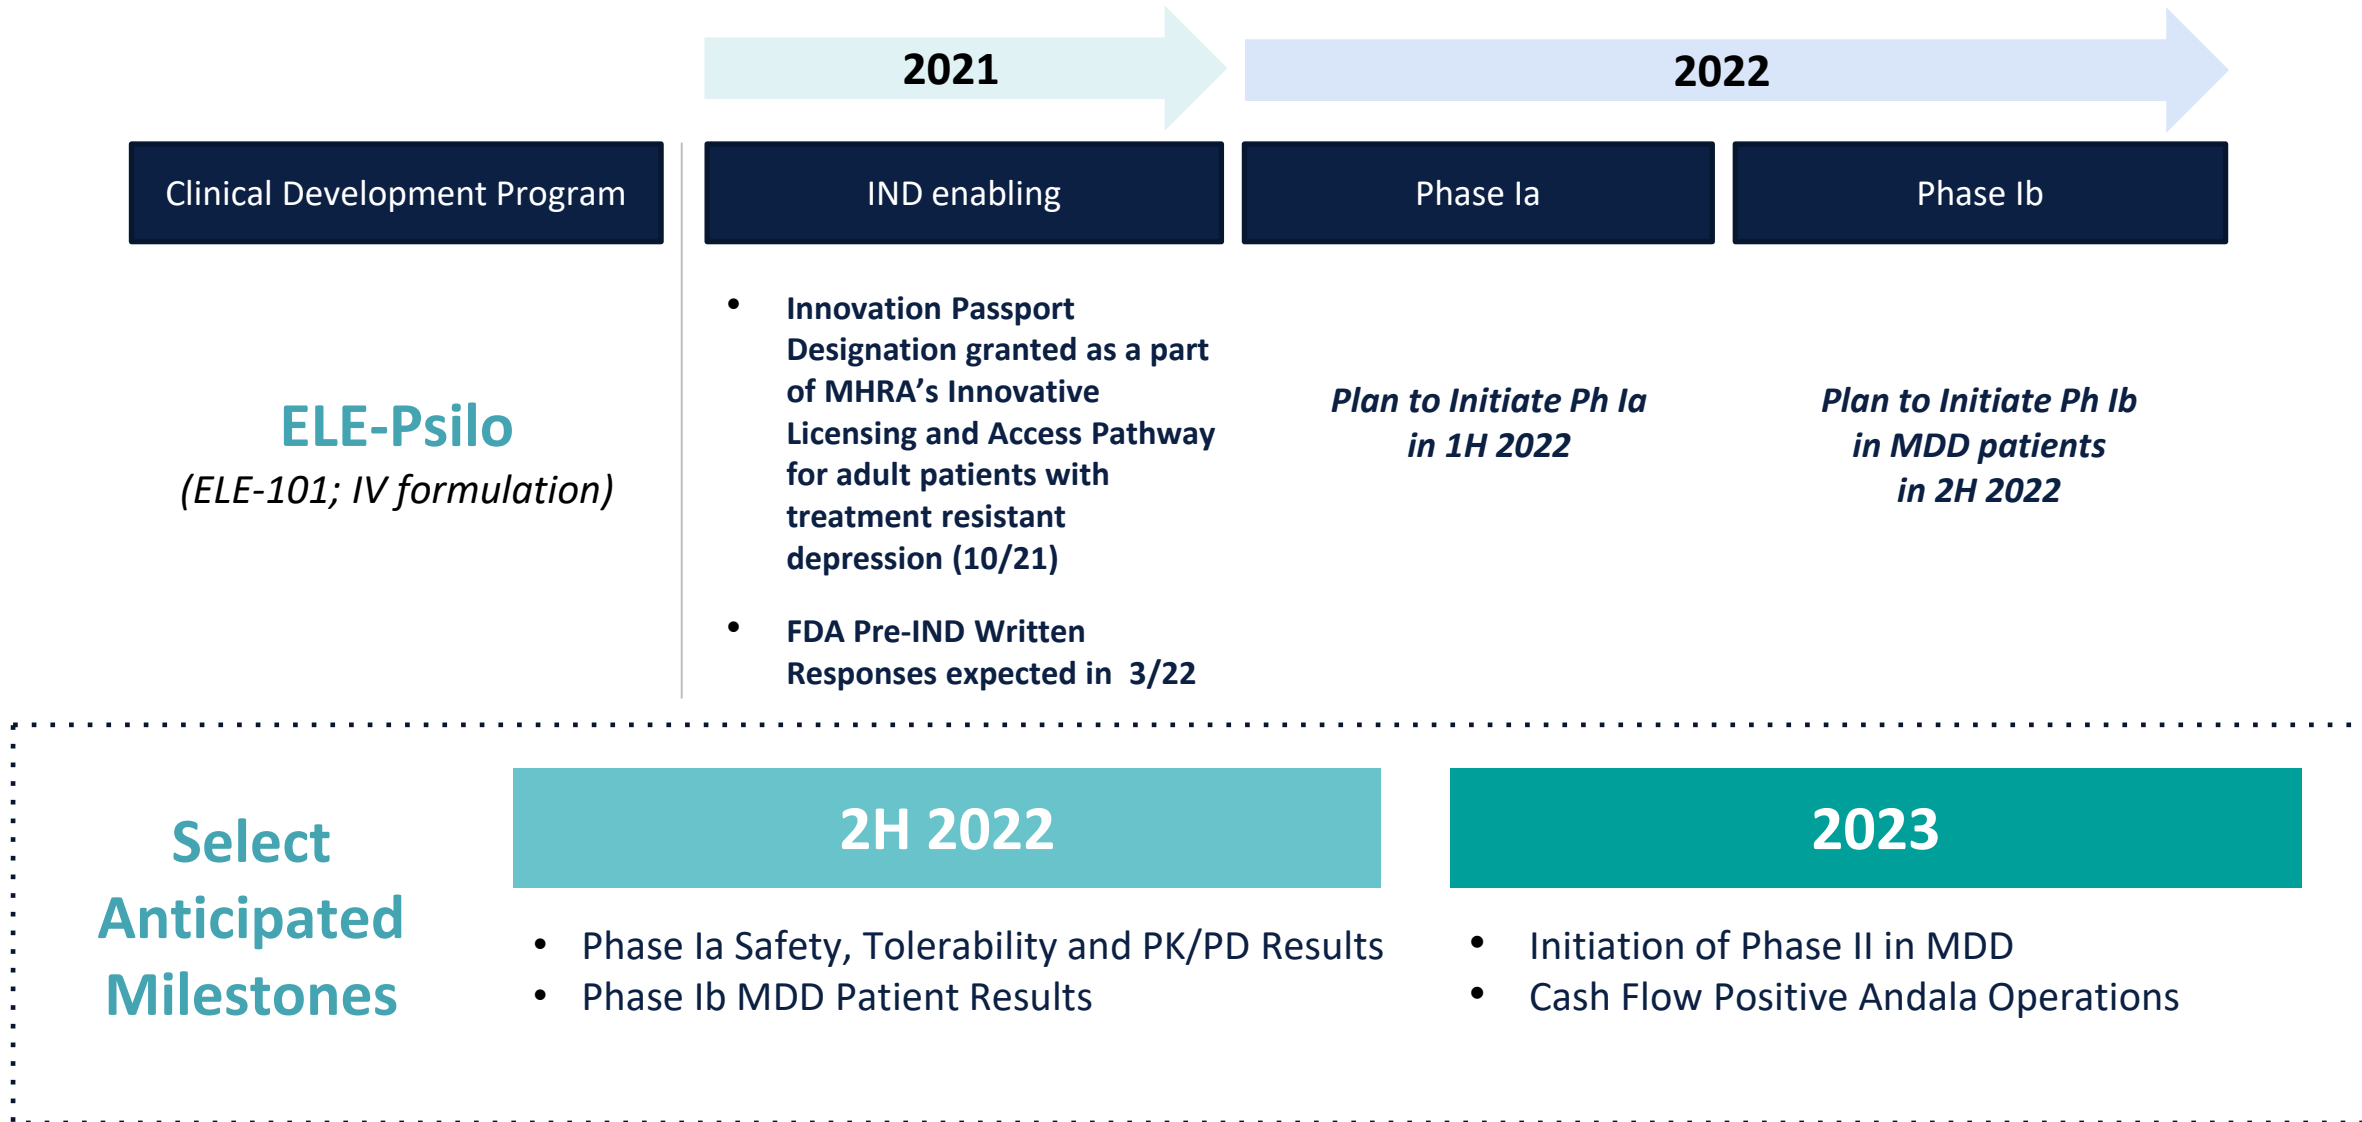 2021
2022
Clinical Development Program
IND enabling
Phase Ia
Phase Ib
ELE-Psilo
(ELE-101; IV formulation)
• Innovation Passport
Designation granted as a part
of MHRA’s Innovative
Licensing and Access Pathway
for adult patients with
treatment resistant
depression (10/21)
• FDA Pre-IND Written
Responses expected in  3/22
Plan to Initiate Ph Ia
in 1H 2022
Plan to Initiate Ph Ib
in MDD patients
in 2H 2022
Select
Anticipated
Milestones
2H 2022
• Phase Ia Safety, Tolerability and PK/PD Results
• Phase Ib MDD Patient Results
2023
• Initiation of Phase II in MDD
• Cash Flow Positive Andala Operations